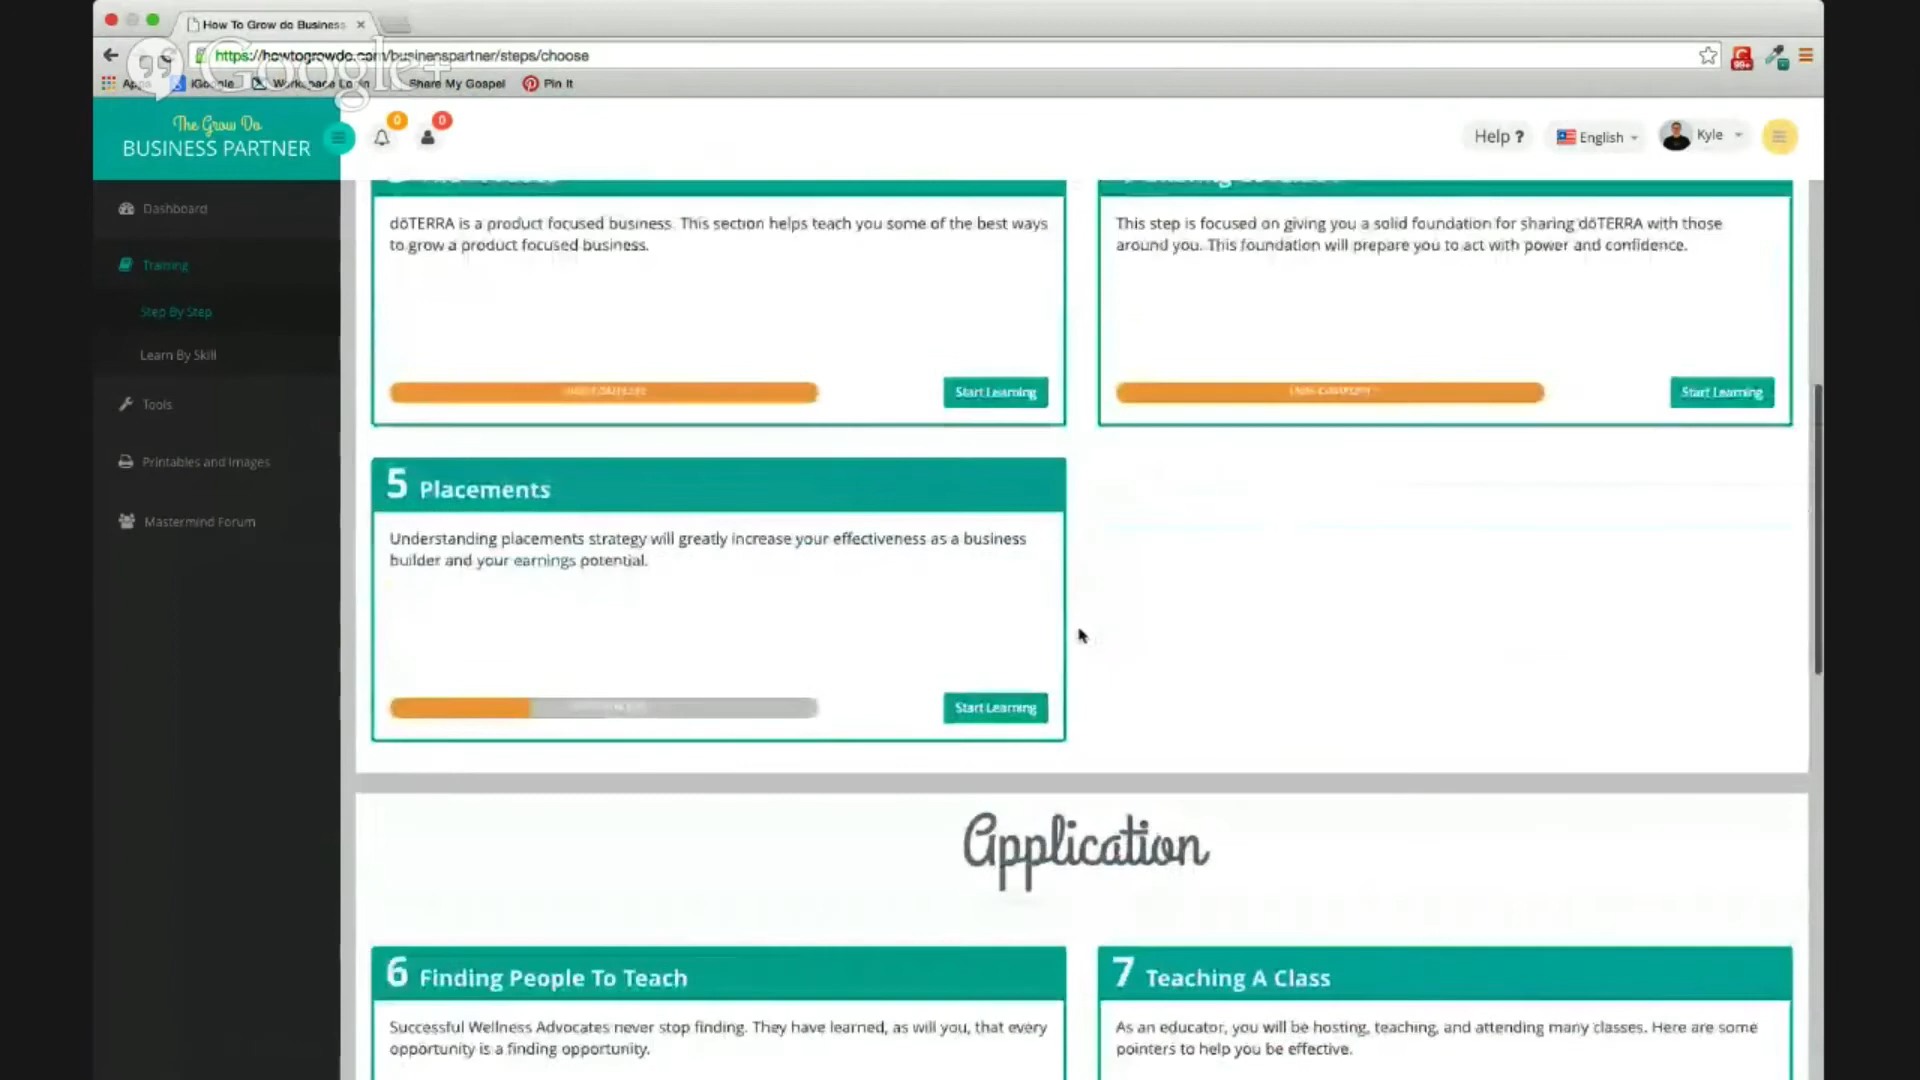 How To Grow do Business
https://howtogrowdo.com/businenspartner/steps/choose
Google+
Apps iGoogle Workspace Login Share My Gospel Pin It
99+
The Grow Do
BUSINESS PARTNER
0
0
Help ?
English
Kyle
Dashboard
Training
Step By Step
Learn By Skill
Tools
Printables and Images
Mastermind Forum
dōTERRA is a product focused business. This section helps teach you some of the best ways
to grow a product focused business.
Start Learning
This step is focused on giving you a solid foundation for sharing dōTERRA with those
around you. This foundation will prepare you to act with power and confidence.
Start Learning
5 Placements
Understanding placements strategy will greatly increase your effectiveness as a business
builder and your earnings potential.
Start Learning
Application
6 Finding People To Teach
Successful Wellness Advocates never stop finding. They have learned, as will you, that every
opportunity is a finding opportunity.
7 Teaching A Class
As an educator, you will be hosting, teaching, and attending many classes. Here are some
pointers to help you be effective.